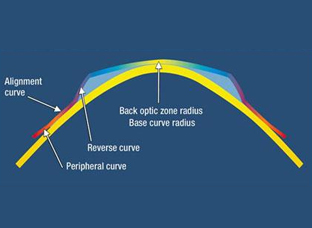 Alignment
curve
Back optic zone radius
Base curve radius
Reverse curve
Peripheral curve